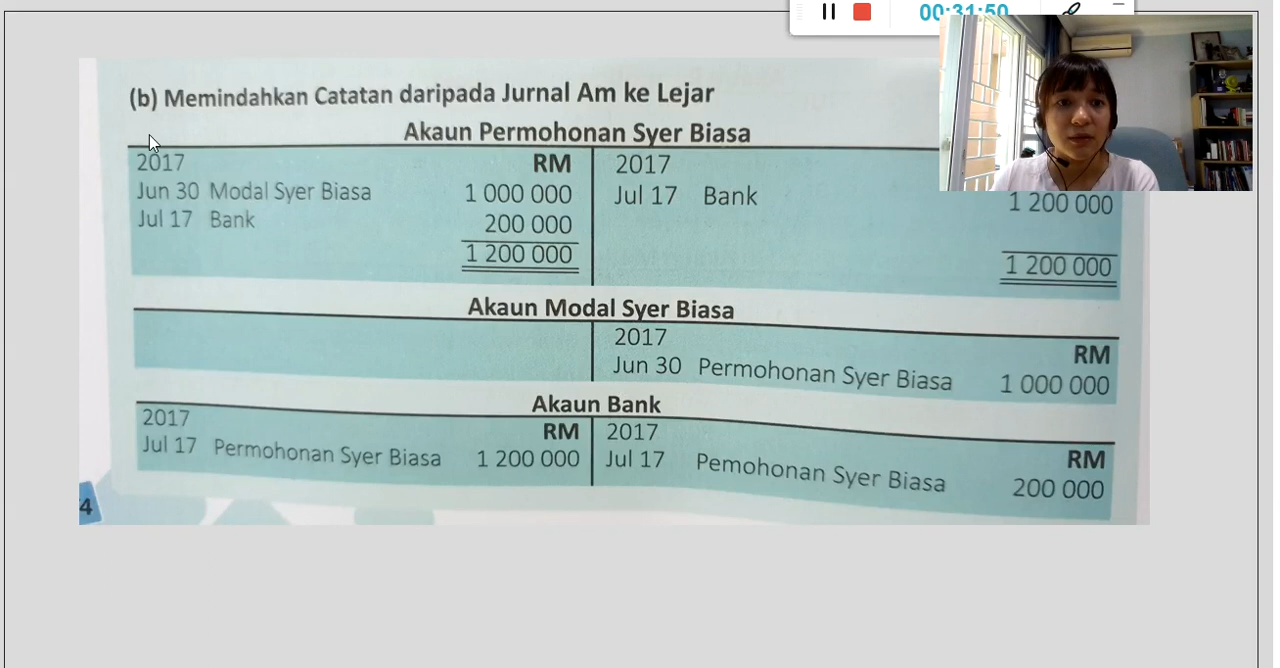 00:31:50
(b) Memindahkan Catatan daripada Jurnal Am ke Lejar
Akaun Permohonan Syer Biasa
2017 RM 2017
Jun 30 Modal Syer Biasa 1 000 000 Jul 17 Bank 1 200 000
Jul 17 Bank 200 000
1 200 000 1 200 000
Akaun Modal Syer Biasa
2017 RM
Jun 30 Permohonan Syer Biasa 1 000 000
Akaun Bank
2017 RM 2017 RM
Jul 17 Permohonan Syer Biasa 1 200 000 Jul 17 Pemohonan Syer Biasa 200 000
4